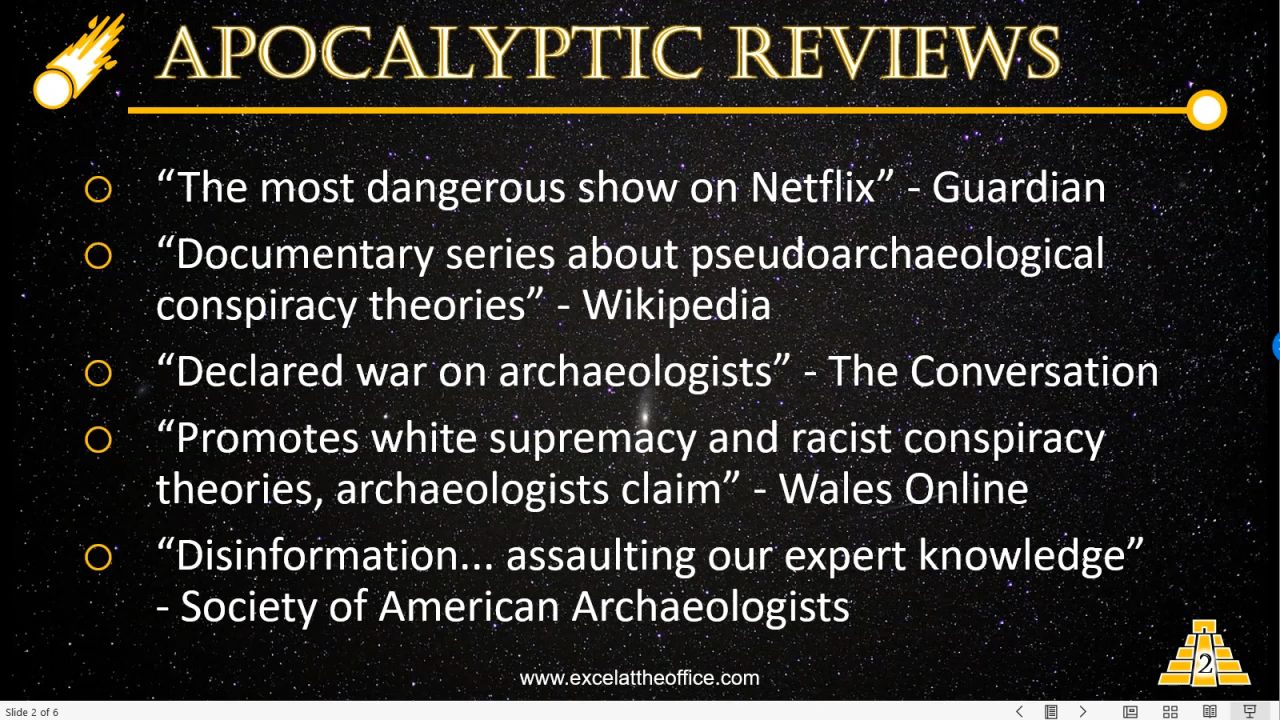 APOCALYPTIC REVIEWS
“The most dangerous show on Netflix” - Guardian
“Documentary series about pseudoarchaeological
conspiracy theories” - Wikipedia
“Declared war on archaeologists” - The Conversation
“Promotes white supremacy and racist conspiracy
theories, archaeologists claim” - Wales Online
“Disinformation... assaulting our expert knowledge”
- Society of American Archaeologists
2
www.excelattheoffice.com
Slide 2 of 6